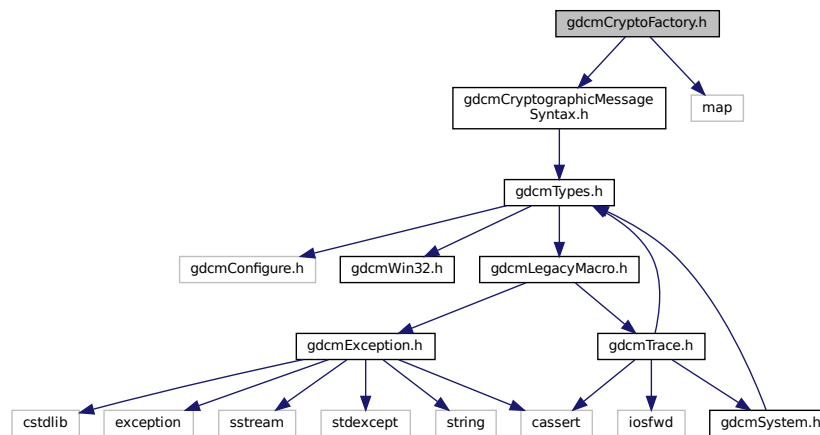 gdcmCryptoFactory.h
gdcmCryptographicMessage
Syntax.h
map
gdcmTypes.h
gdcmConfigure.h
gdcmWin32.h
gdcmLegacyMacro.h
gdcmException.h
gdcmTrace.h
cstdlib
exception
sstream
stdexcept
string
cassert
iosfwd
gdcmSystem.h